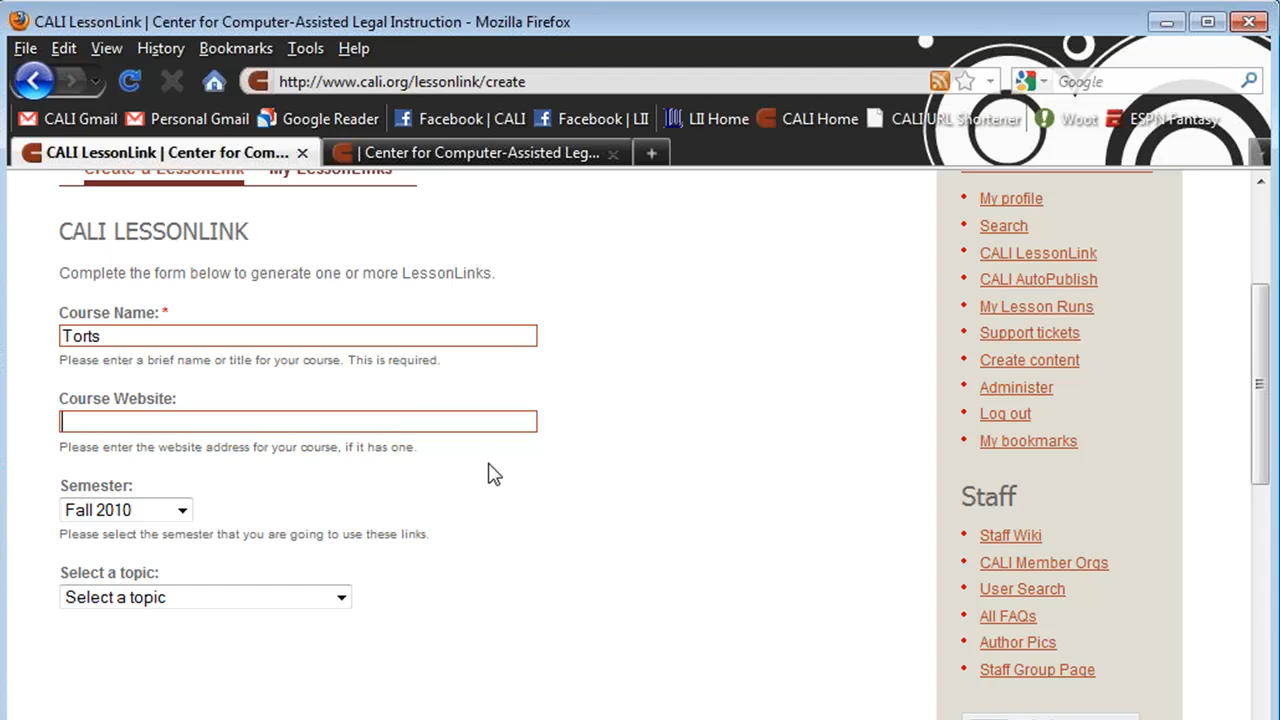 CALI LessonLink | Center for Computer-Assisted Legal Instruction - Mozilla Firefox
File Edit View History Bookmarks Tools Help
http://www.cali.org/lessonlink/create
Google
CALI Gmail Personal Gmail Google Reader Facebook | CALI Facebook | LII LII Home CALI Home CALI URL Shortener Woot ESPN Fantasy
CALI LessonLink | Center for Com... | Center for Computer-Assisted Leg...
Create a LessonLink My LessonLinks
CALI LESSONLINK
Complete the form below to generate one or more LessonLinks.
Course Name: *
Torts
Please enter a brief name or title for your course. This is required.
Course Website:
Please enter the website address for your course, if it has one.
Semester:
Fall 2010
Please select the semester that you are going to use these links.
Select a topic:
Select a topic
My profile
Search
CALI LessonLink
CALI AutoPublish
My Lesson Runs
Support tickets
Create content
Administer
Log out
My bookmarks
Staff
Staff Wiki
CALI Member Orgs
User Search
All FAQs
Author Pics
Staff Group Page